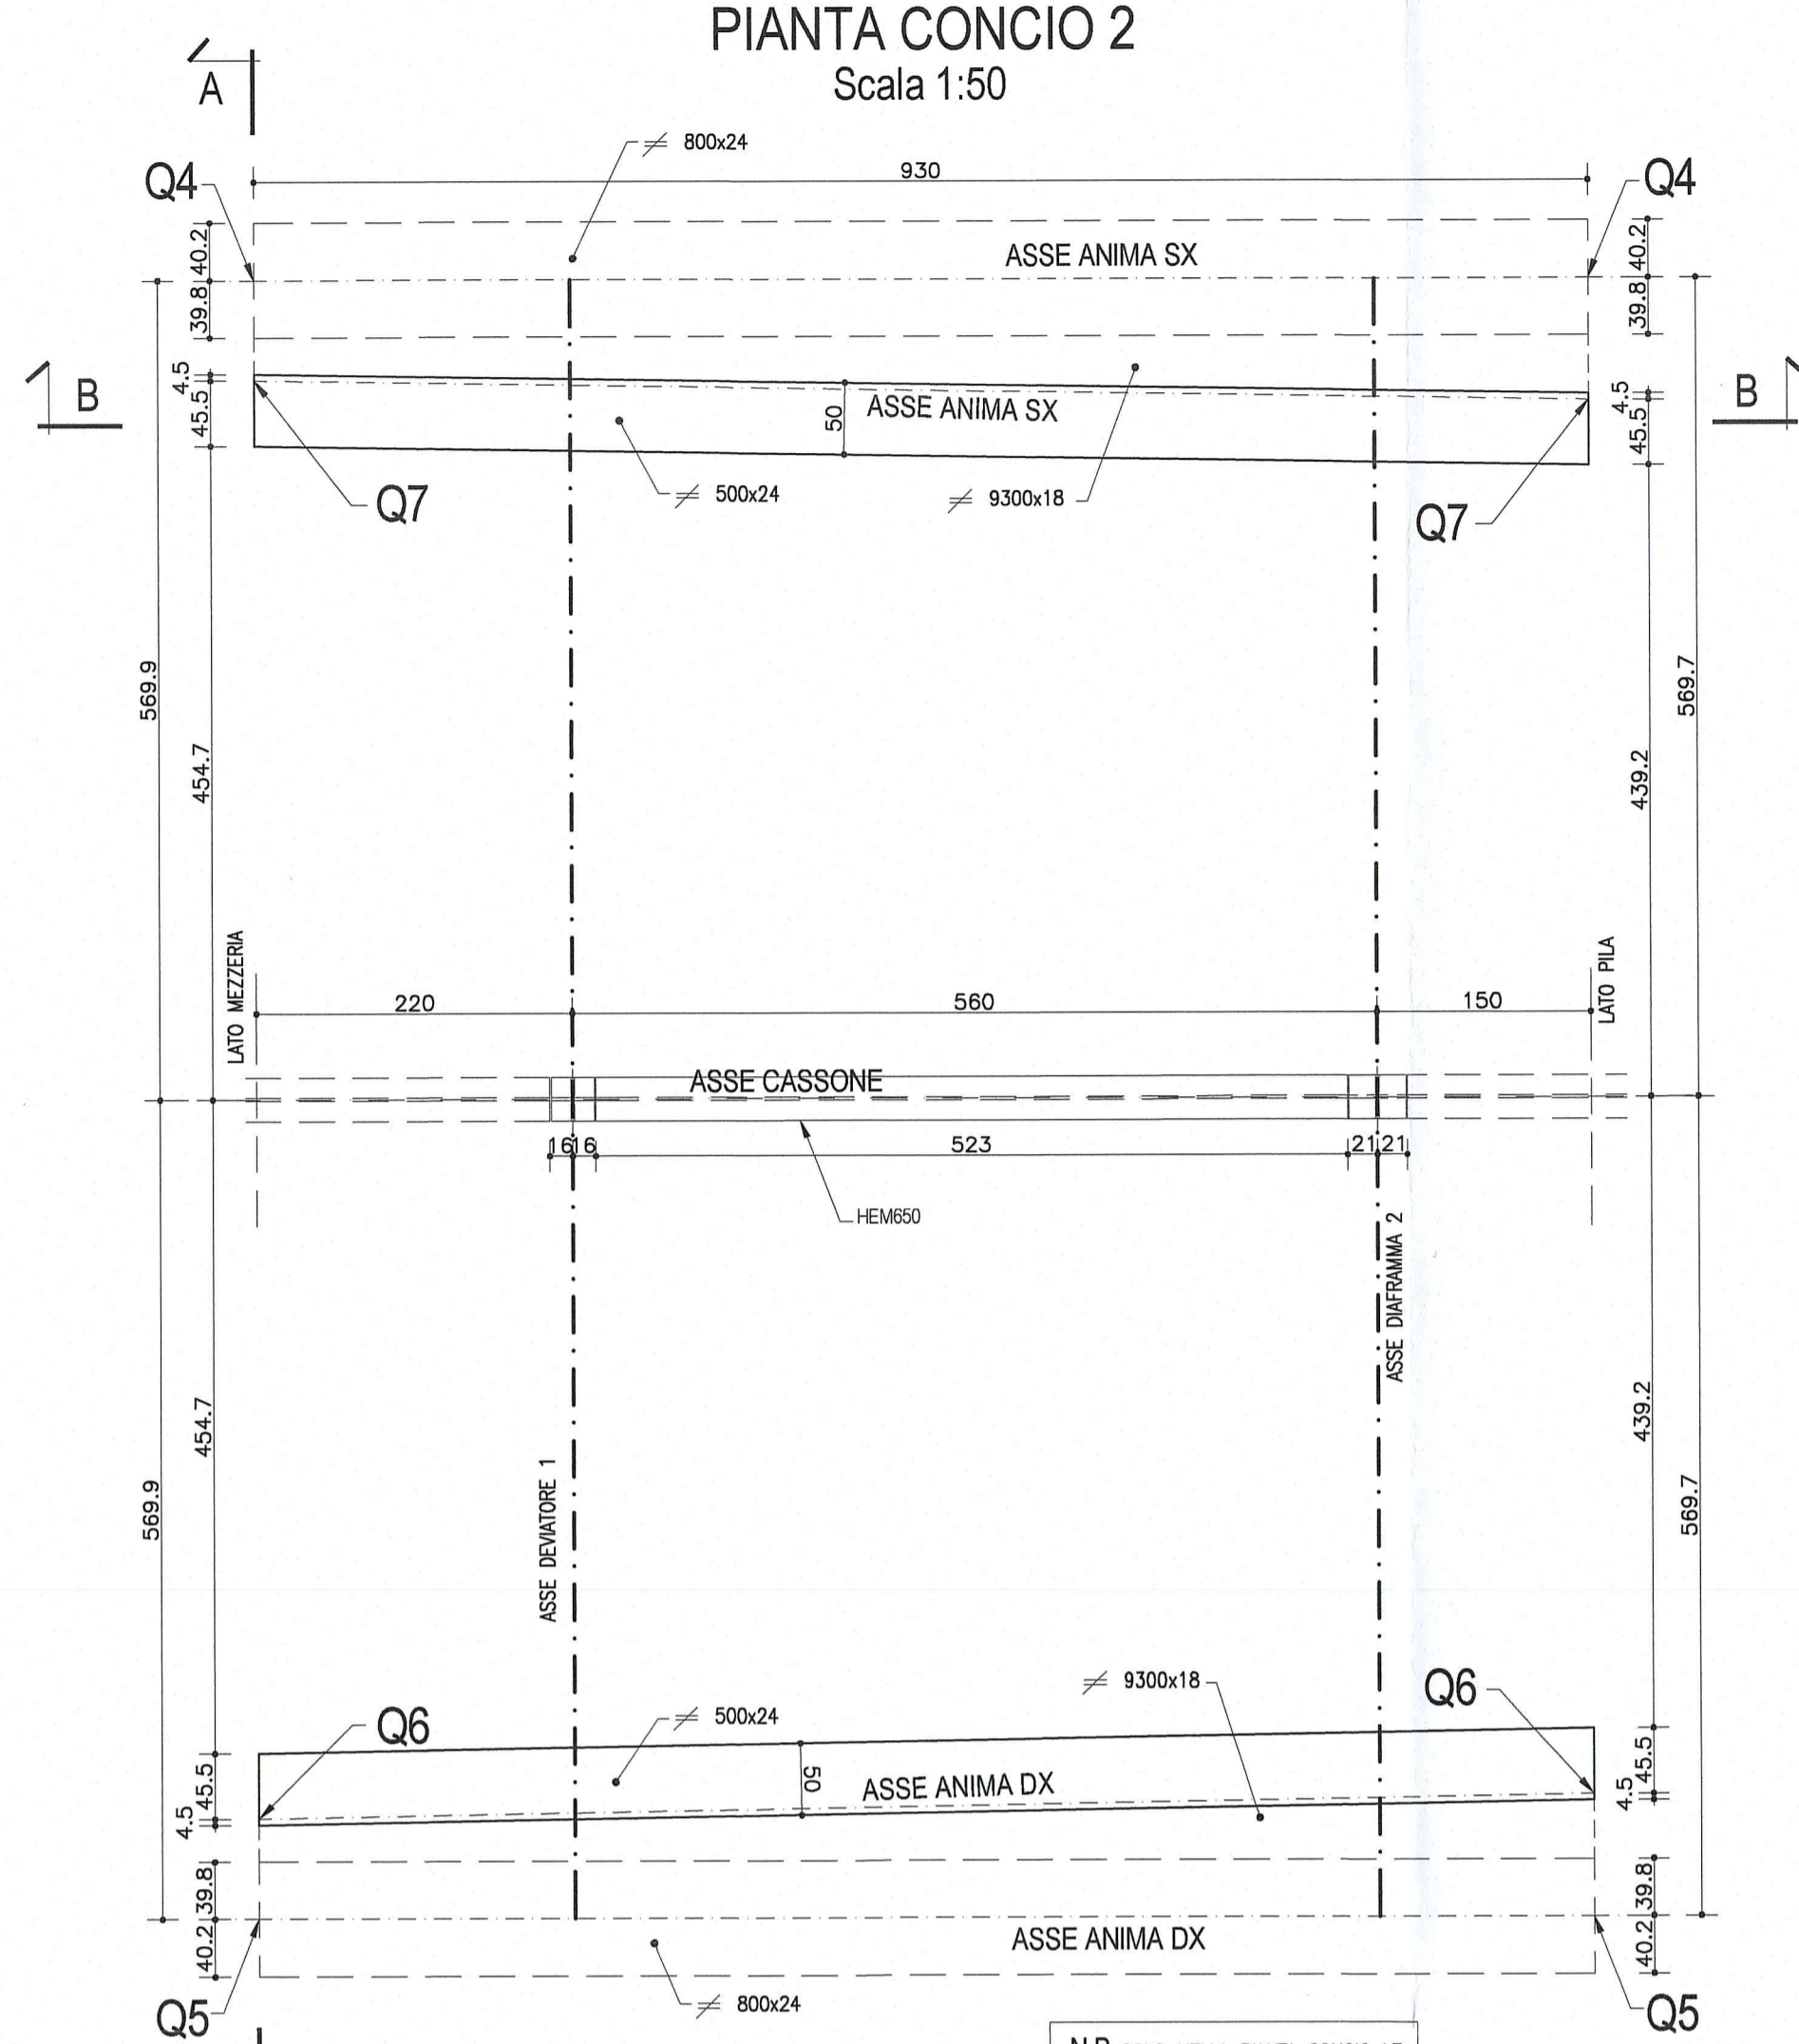 PIANTA CONCIO 2
Scala 1:50
A
800x24
930
Q4
Q4
40.2
39.8
ASSE ANIMA SX
40.2
39.8
B
4.5
45.5
50
ASSE ANIMA SX
4.5
45.5
B
Q7
500x24
9300x18
Q7
569.9
454.7
439.2
569.7
LATO MEZZERIA
220
560
150
LATO PILA
ASSE CASSONE
16
16
523
21
21
HEM650
ASSE DIAFRAMMA 2
ASSE DEVIATORE 1
569.9
454.7
439.2
569.7
Q6
500x24
9300x18
Q6
45.5
4.5
50
ASSE ANIMA DX
45.5
4.5
39.8
40.2
ASSE ANIMA DX
39.8
40.2
Q5
800x24
Q5
N.B.